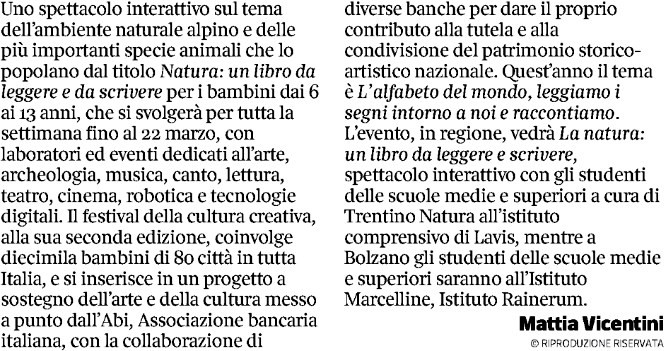 Uno spettacolo interattivo sul tema
dell'ambiente naturale alpino e delle
più importanti specie animali che lo
popolano dal titolo Natura: un libro da
leggere e da scrivere per i bambini dai 6
ai 13 anni, che si svolgerà per tutta la
settimana fino al 22 marzo, con
laboratori ed eventi dedicati all'arte,
archeologia, musica, canto, lettura,
teatro, cinema, robotica e tecnologie
digitali. Il festival della cultura creativa,
alla sua seconda edizione, coinvolge
diecimila bambini di 80 città in tutta
Italia, e si inserisce in un progetto a
sostegno dell'arte e della cultura messo
a punto dall'Abi, Associazione bancaria
italiana, con la collaborazione di
diverse banche per dare il proprio
contributo alla tutela e alla
condivisione del patrimonio storico-
artistico nazionale. Quest'anno il tema
è L'alfabeto del mondo, leggiamo i
segni intorno a noi e raccontiamo.
L'evento, in regione, vedrà La natura:
un libro da leggere e scrivere,
spettacolo interattivo con gli studenti
delle scuole medie e superiori a cura di
Trentino Natura all'istituto
comprensivo di Lavis, mentre a
Bolzano gli studenti delle scuole medie
e superiori saranno all'Istituto
Marcelline, Istituto Rainerum.
Mattia Vicentini
© RIPRODUZIONE RISERVATA